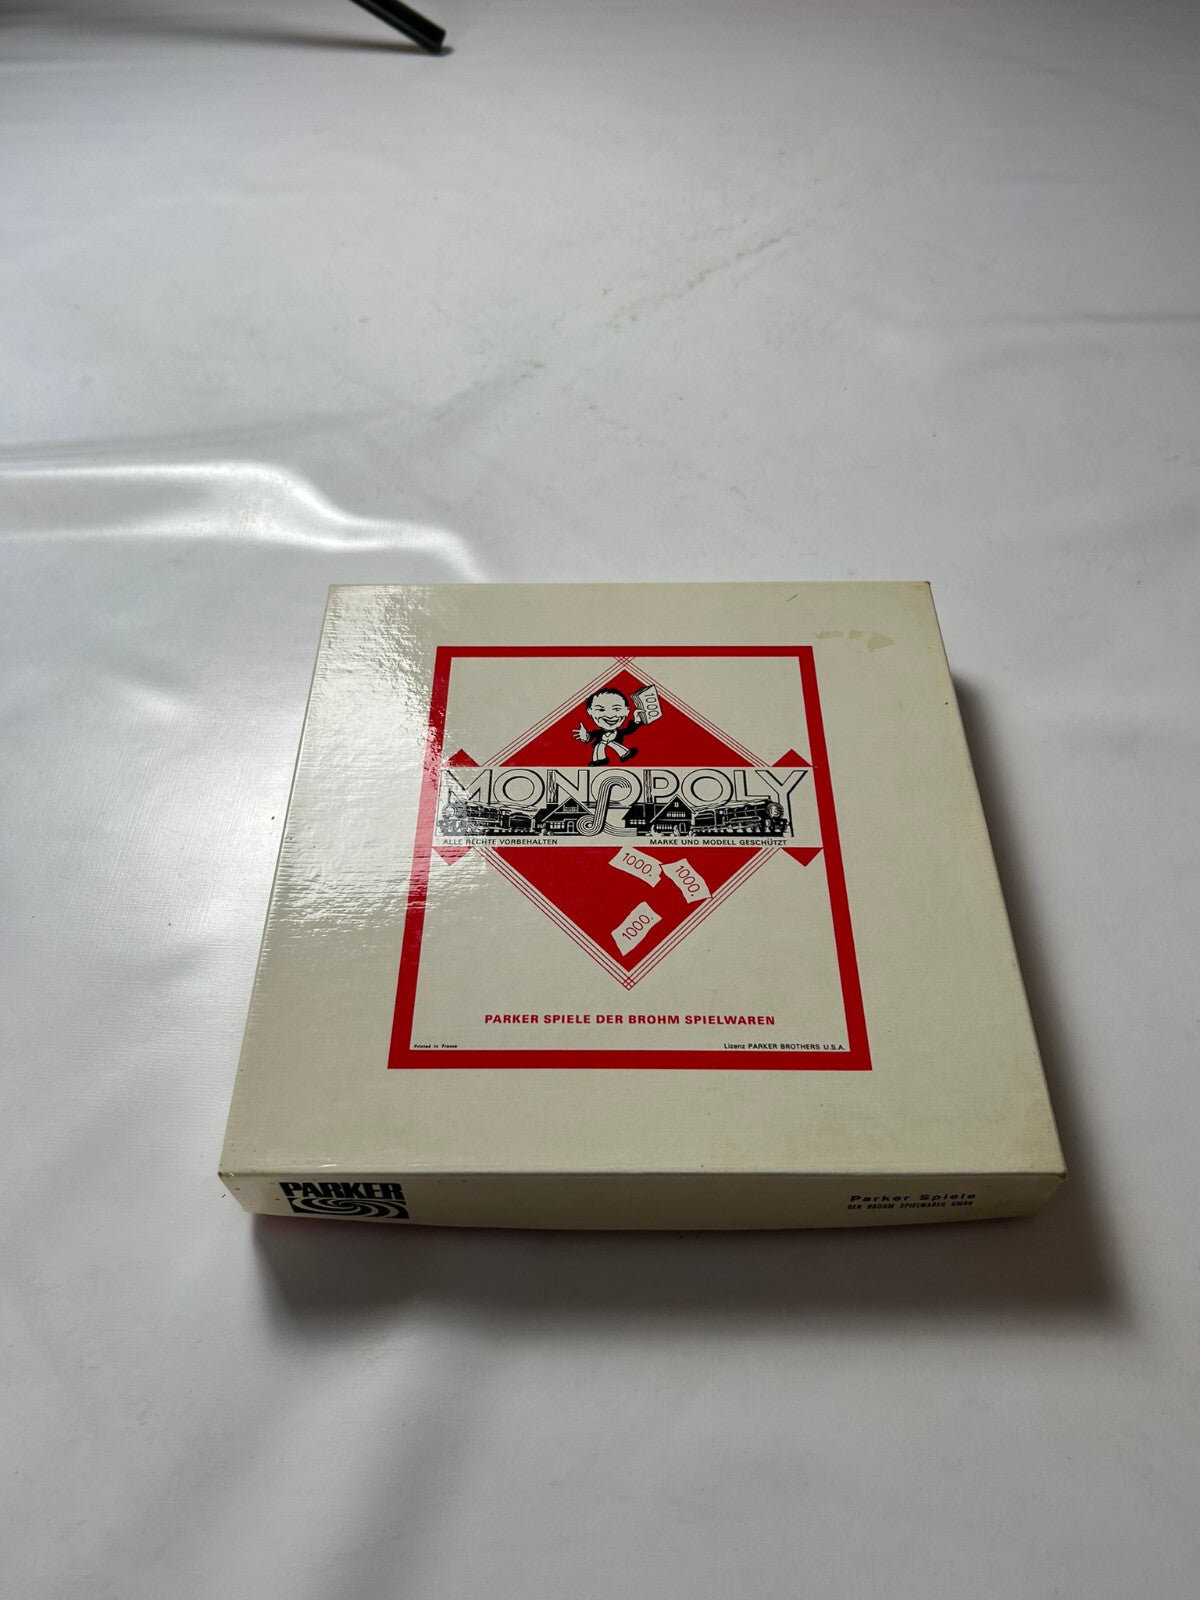 1000.
MONOPOLY
ALLE RECHTE VORBEHALTEN
MARKE UND MODELL GESCHÜTZT
1000.
1000.
1000.
PARKER SPIELE DER BROHM SPIELWAREN
Printed in France
Lizenz PARKER BROTHERS U.S.A.
PARKER
Parker Spiele
DER BROHM SPIELWAREN GMBH